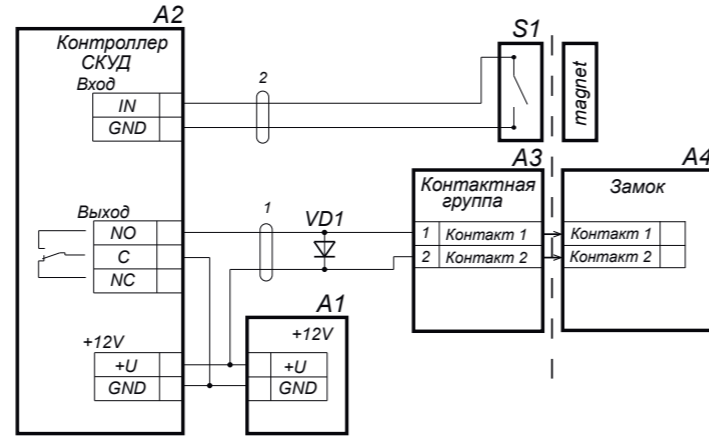 A2
Контроллер
СКУД
Вход
IN
GND
2
S1
magnet
Выход
NO
C
NC
1
VD1
A3
Контактная
группа
1 Контакт 1
2 Контакт 2
A4
Замок
Контакт 1
Контакт 2
+12V
+U
GND
A1
+12V
+U
GND